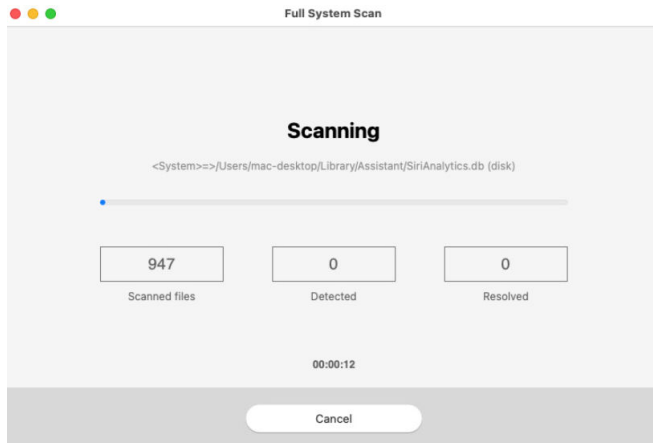 Full System Scan
Scanning
<System>=>/Users/mac-desktop/Library/Assistant/SiriAnalytics.db (disk)
947
0
0
Scanned files
Detected
Resolved
00:00:12
Cancel